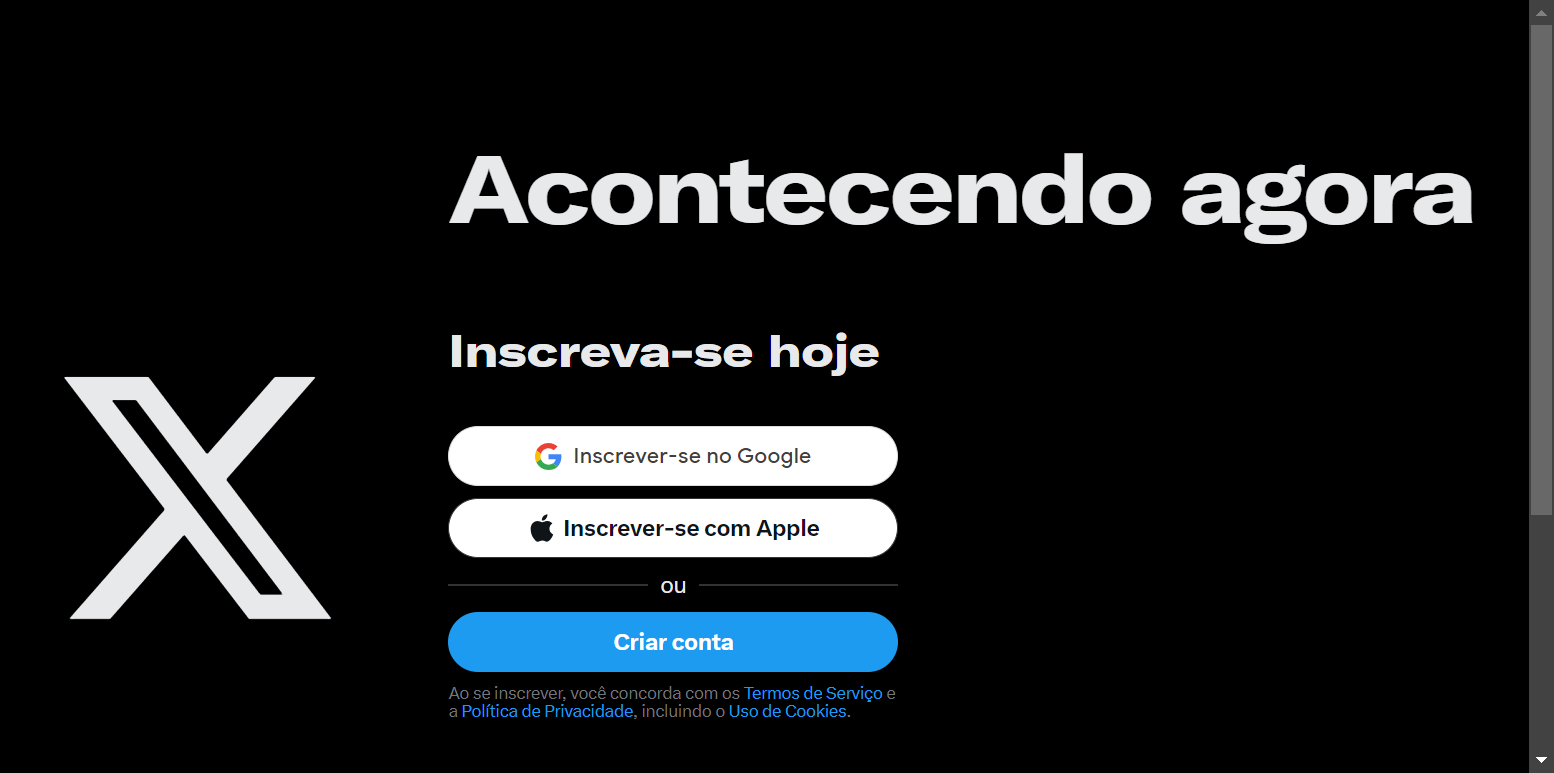 Acontecendo agora
Inscreva-se hoje
Inscrever-se no Google
Inscrever-se com Apple
ou
Criar conta
Ao se inscrever, você concorda com os Termos de Serviço e
a Política de Privacidade, incluindo o Uso de Cookies.